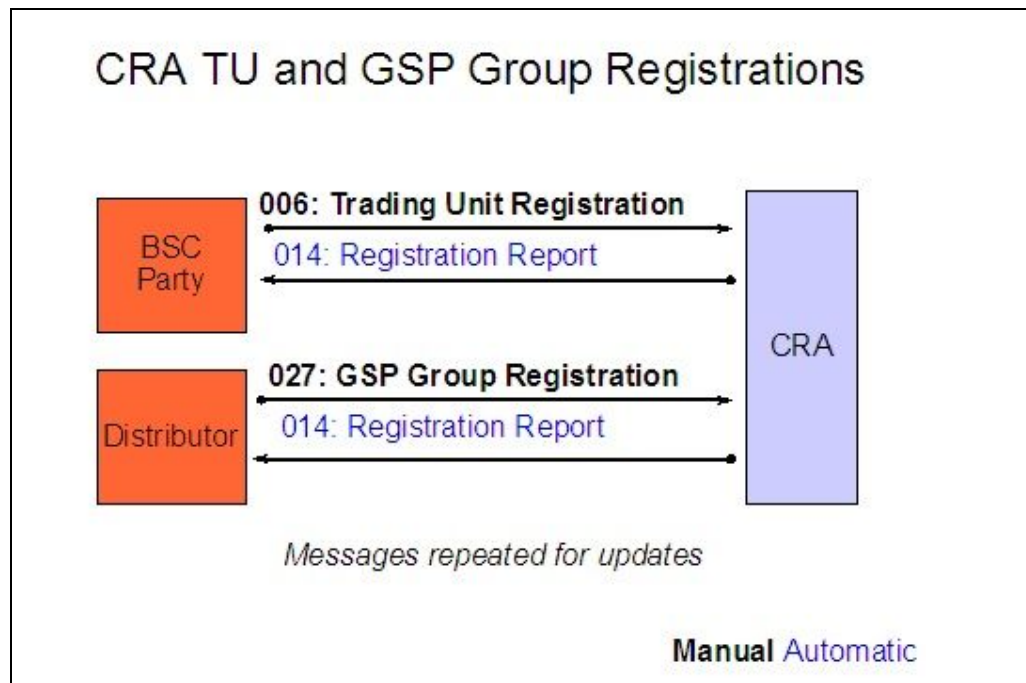 CRA TU and GSP Group Registrations
006: Trading Unit Registration
BSC
Party
014: Registration Report
CRA
027: GSP Group Registration
014: Registration Report
Distributor
Messages repeated for updates
Manual Automatic